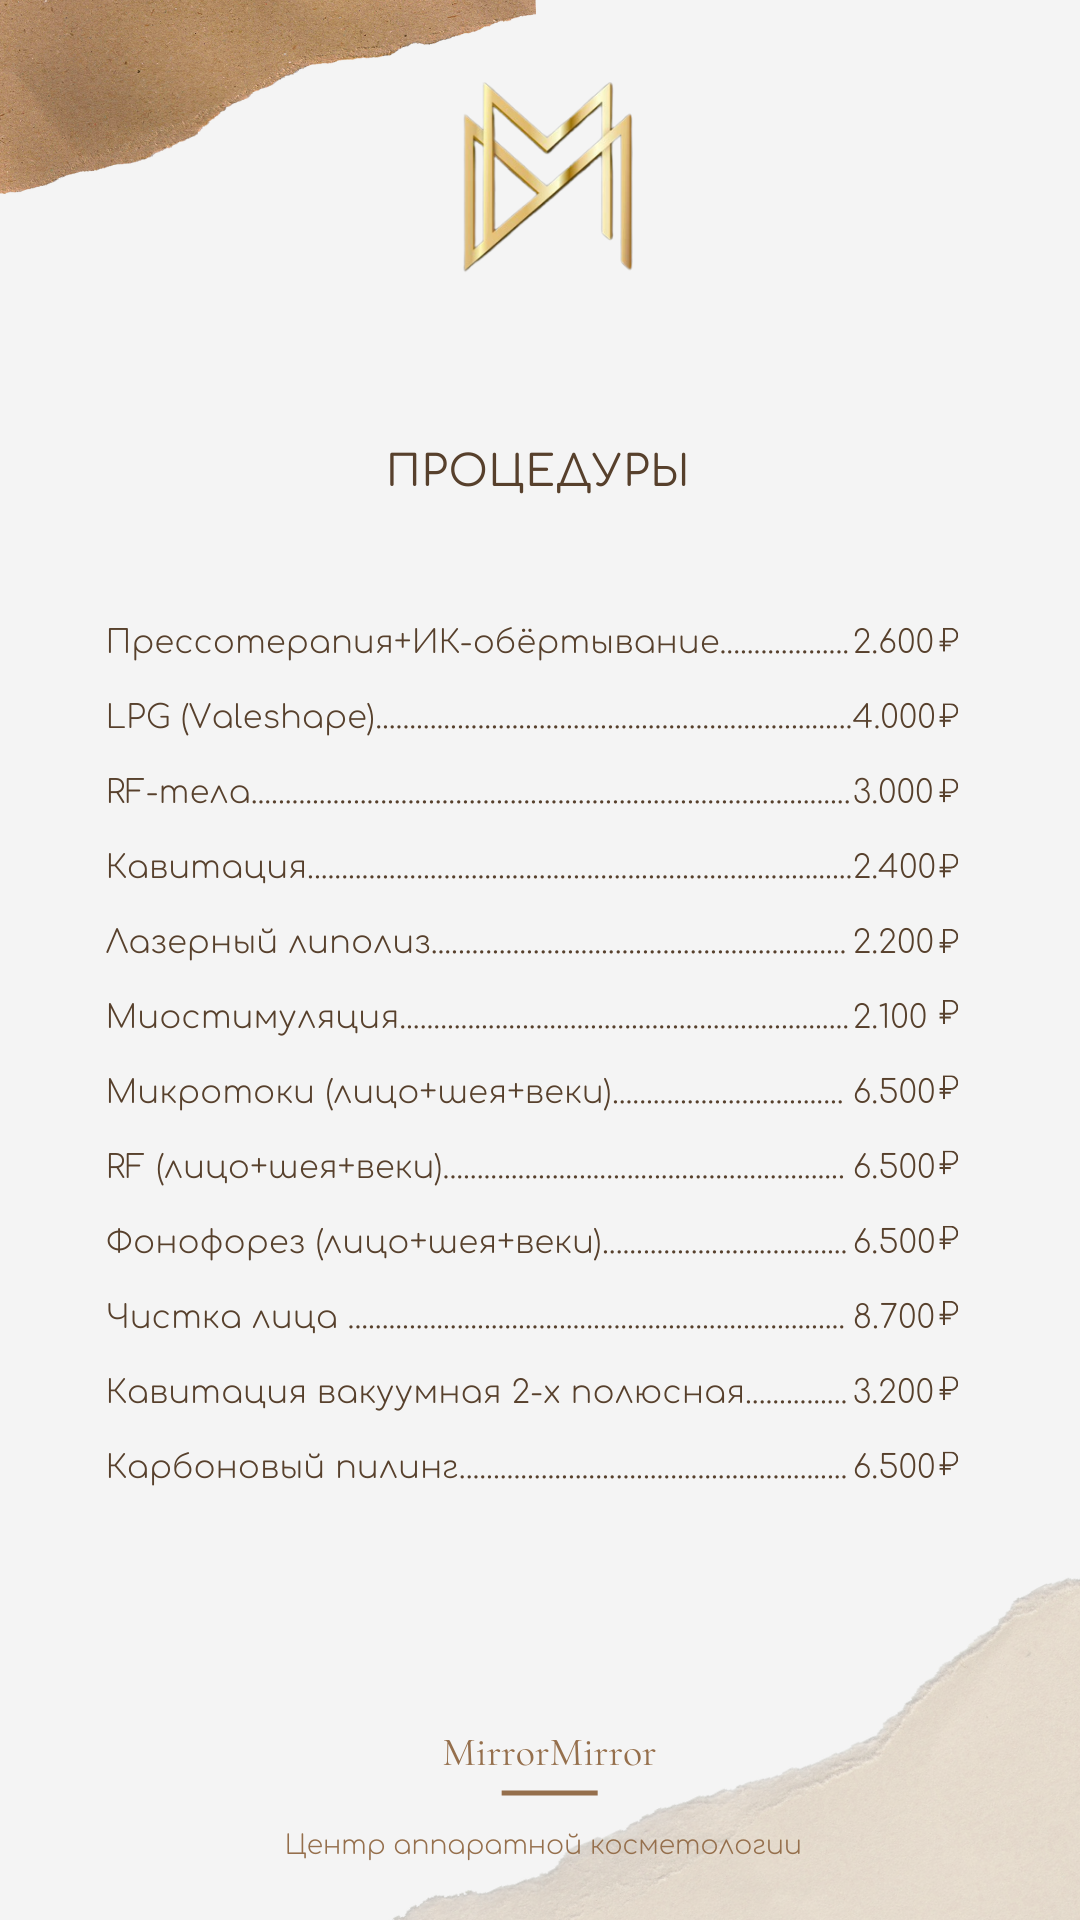 ПРОЦЕДУРЫ
Прессотерапия+ИК-обёртывание................... 2.600₽
LPG (Valeshape)......................................................................4.000₽
RF-тела........................................................................................3.000₽
Кавитация................................................................................2.400₽
Лазерный липолиз............................................................. 2.200₽
Миостимуляция.................................................................. 2.100 ₽
Микротоки (лицо+шея+веки).................................. 6.500₽
RF (лицо+шея+веки)........................................................... 6.500₽
Фонофорез (лицо+шея+веки).................................... 6.500₽
Чистка лица ......................................................................... 8.700₽
Кавитация вакуумная 2-х полюсная............... 3.200₽
Карбоновый пилинг......................................................... 6.500₽
MirrorMirror
Центр аппаратной косметологии